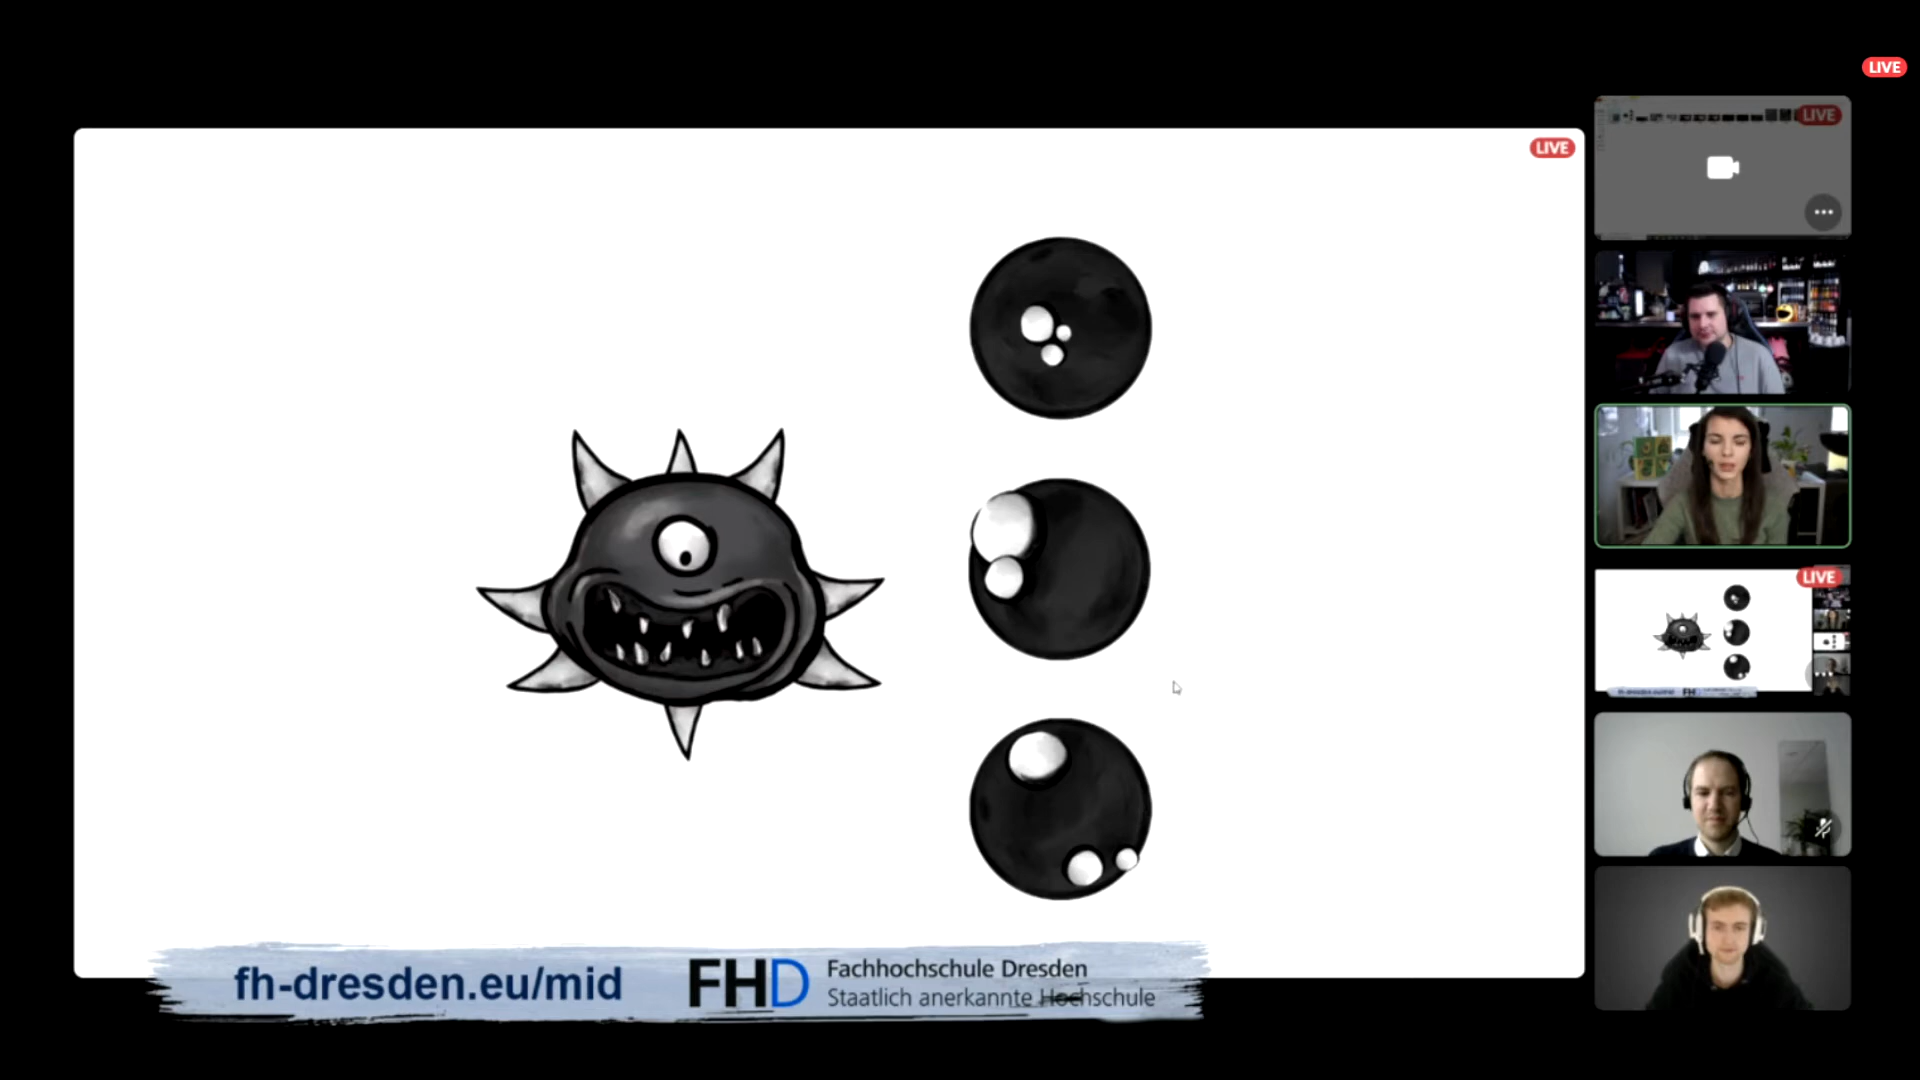 LIVE
LIVE
LIVE
LIVE
fh-dresden.eu/mid
FHD
Fachhochschule Dresden
Staatlich anerkannte Hochschule